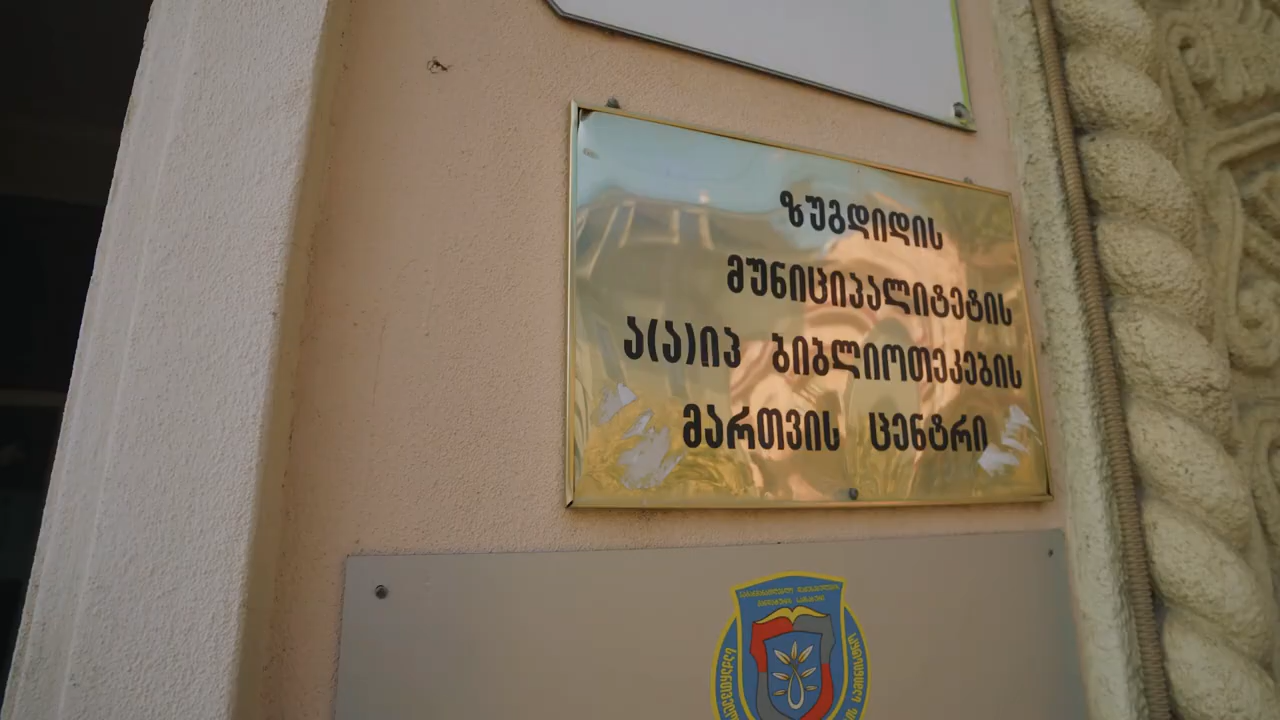 ზუგდიდის
მუნიციპალიტეტის
ა(ა)იპ ბიბლიოთეკების
მართვის ცენტრი